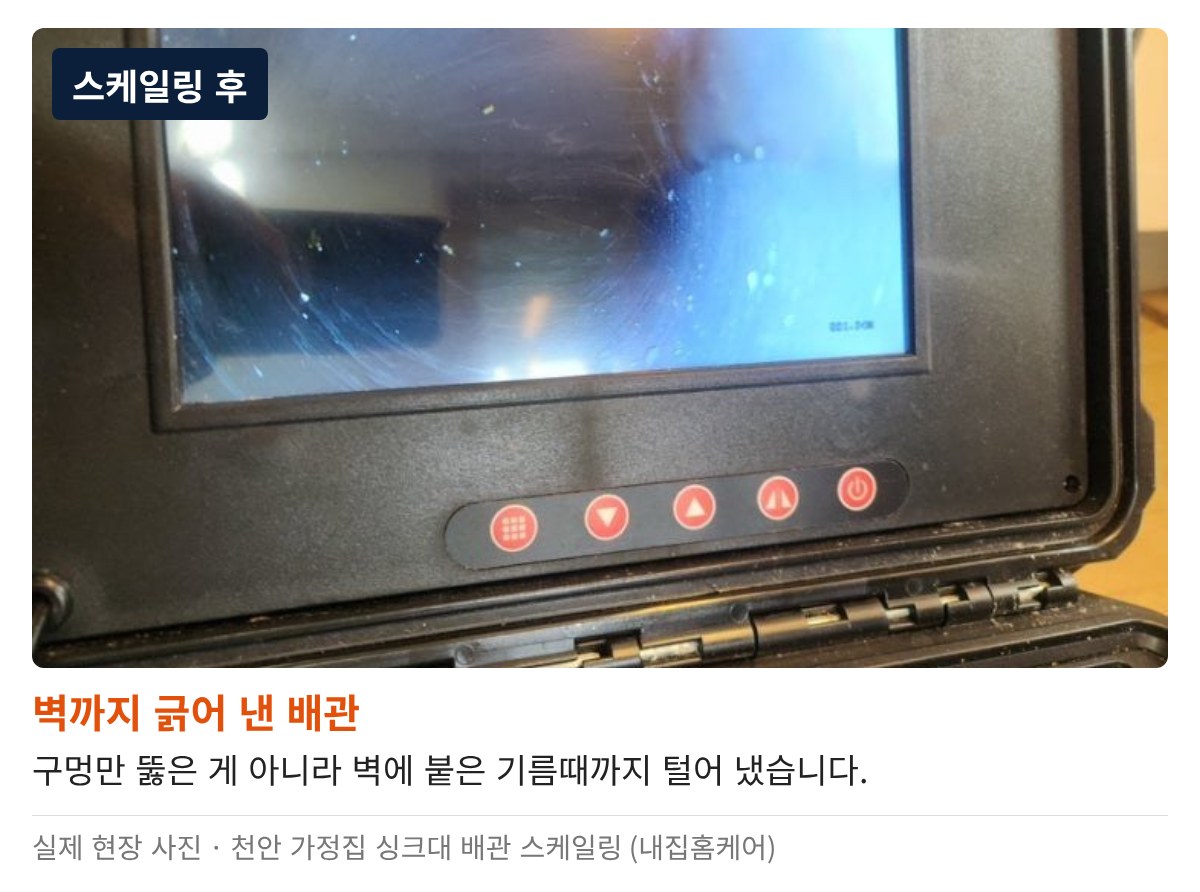 스케일링 후
벽까지 긁어 낸 배관
구멍만 뚫은 게 아니라 벽에 붙은 기름때까지 털어 냈습니다.
실제 현장 사진 · 천안 가정집 싱크대 배관 스케일링 (내집홈케어)